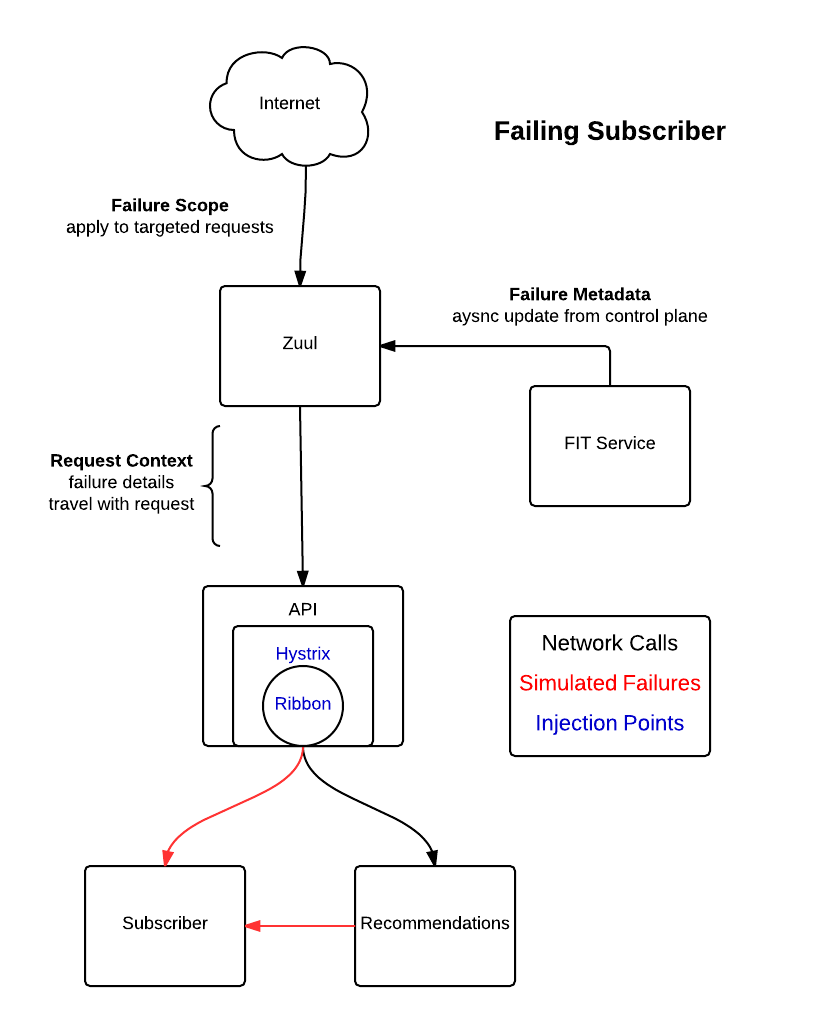 Internet
Failing Subscriber
Failure Scope
apply to targeted requests
Failure Metadata
aysnc update from control plane
Zuul
FIT Service
Request Context
failure details
travel with request
API
Hystrix
Ribbon
Network Calls
Simulated Failures
Injection Points
Subscriber
Recommendations